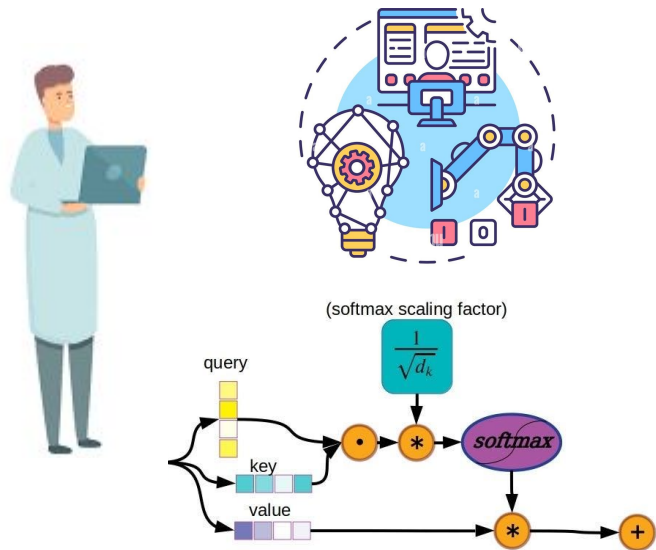 I O I
(softmax scaling factor)
1
√d_k
query
• * softmax
key
value
* +